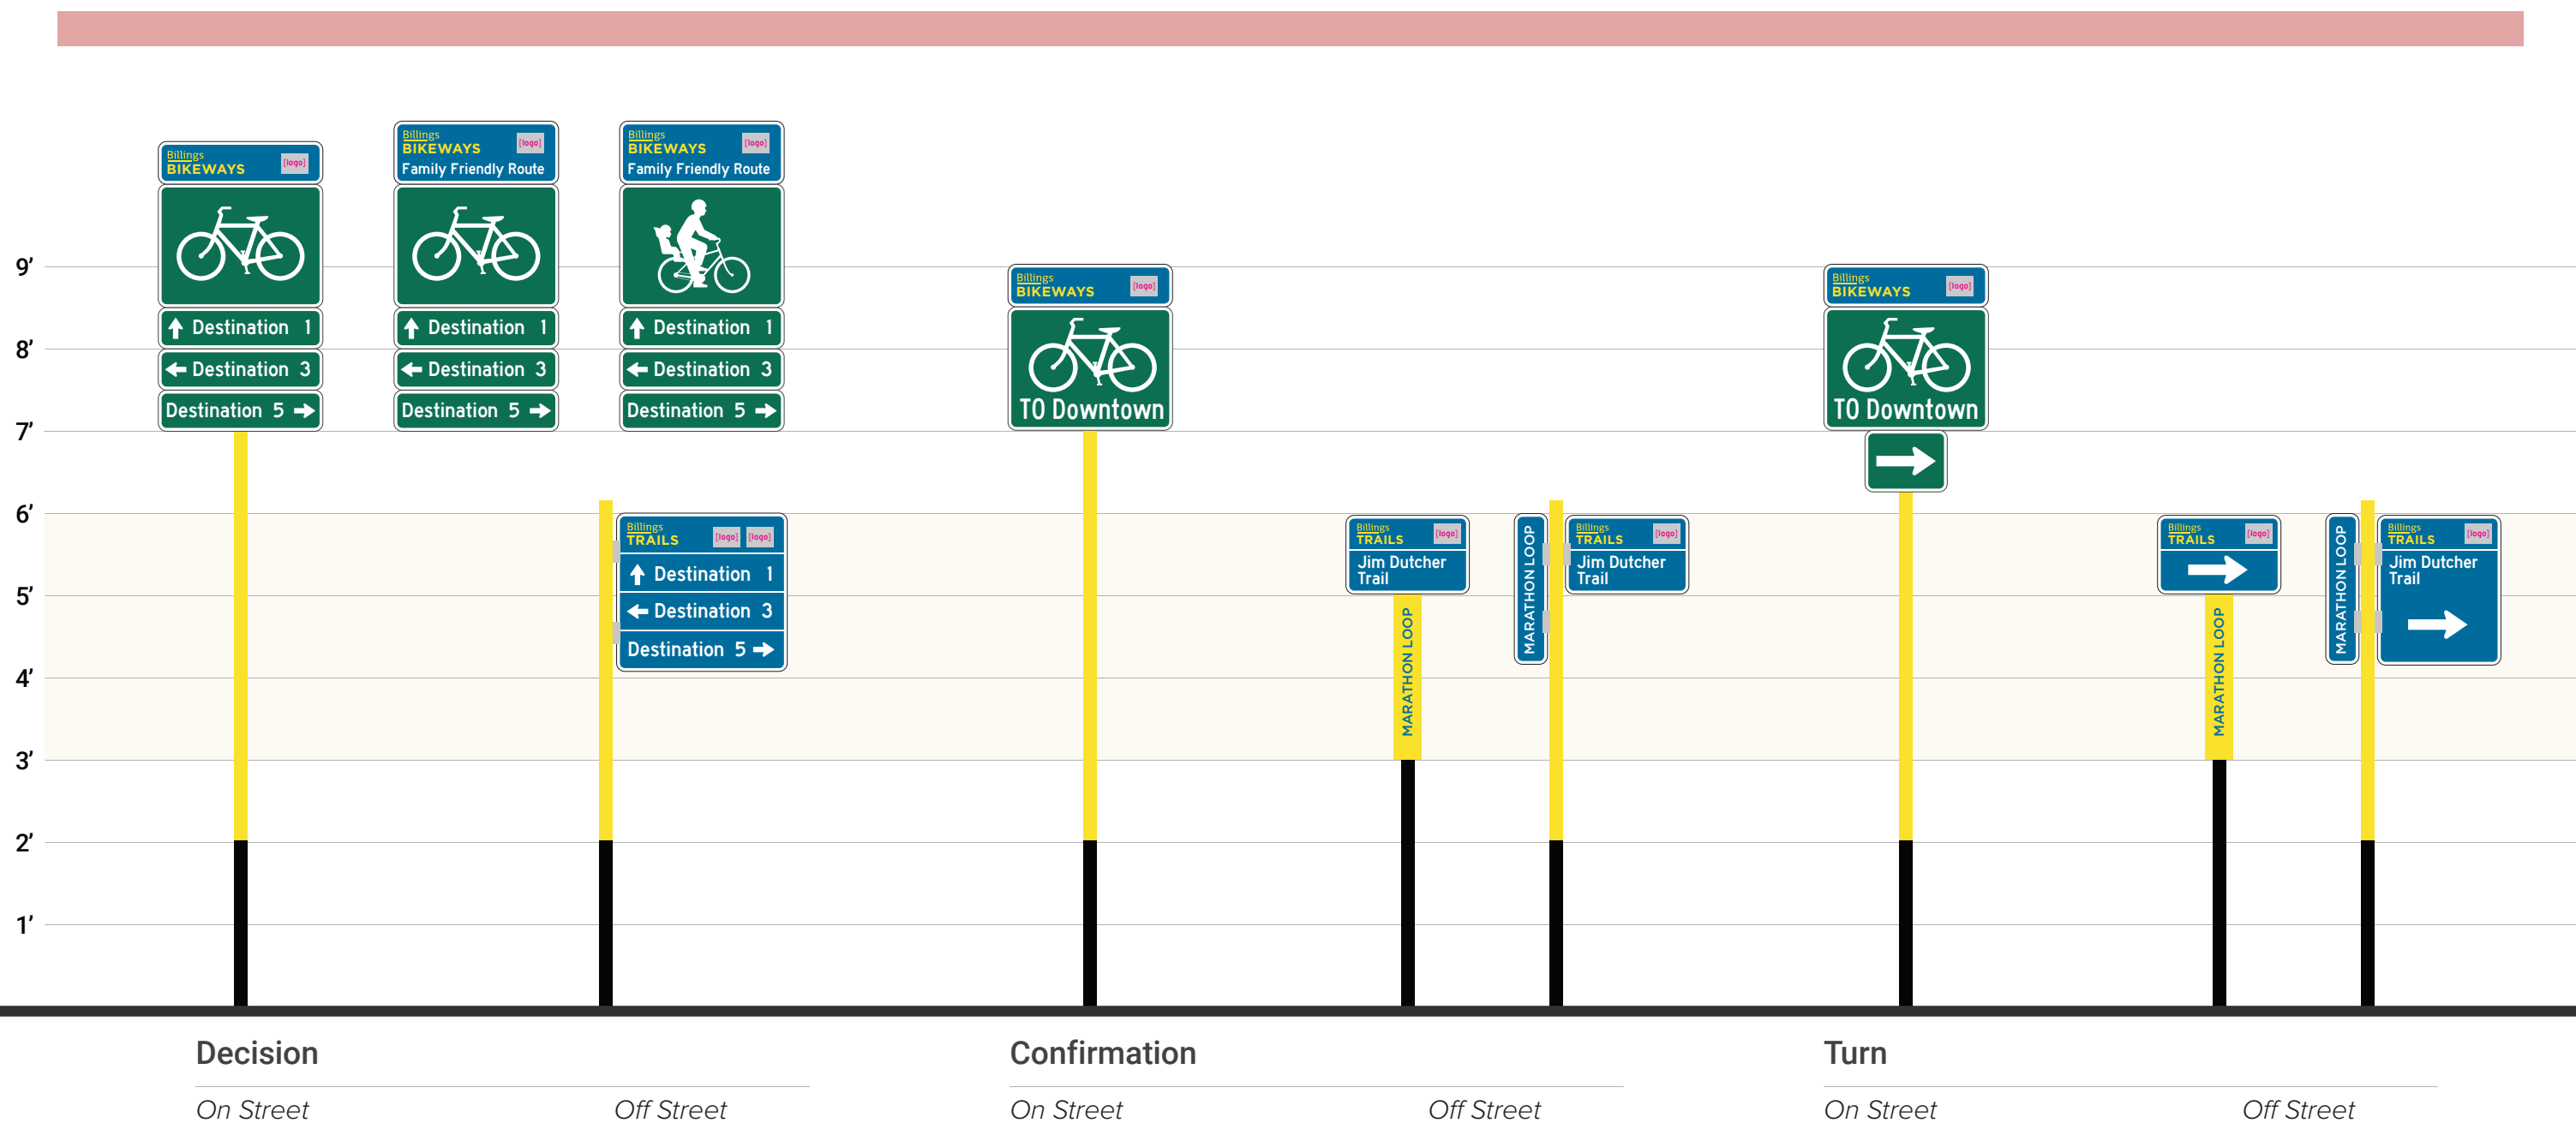 Billings
BIKEWAYS [logo]
↑ Destination 1
← Destination 3
Destination 5 →
Billings
BIKEWAYS [logo]
Family Friendly Route
↑ Destination 1
← Destination 3
Destination 5 →
Billings
BIKEWAYS [logo]
Family Friendly Route
↑ Destination 1
← Destination 3
Destination 5 →
Billings
TRAILS [logo] [logo]
↑ Destination 1
← Destination 3
Destination 5 →
Billings
BIKEWAYS [logo]
TO Downtown
Billings
TRAILS [logo]
Jim Dutcher
Trail
MARATHON LOOP
MARATHON LOOP
Billings
TRAILS [logo]
Jim Dutcher
Trail
Billings
BIKEWAYS [logo]
TO Downtown
→
Billings
TRAILS [logo]
→
MARATHON LOOP
MARATHON LOOP
Billings
TRAILS [logo]
Jim Dutcher
Trail
→
9’
8’
7’
6’
5’
4’
3’
2’
1’
Decision
On Street Off Street
Confirmation
On Street Off Street
Turn
On Street Off Street